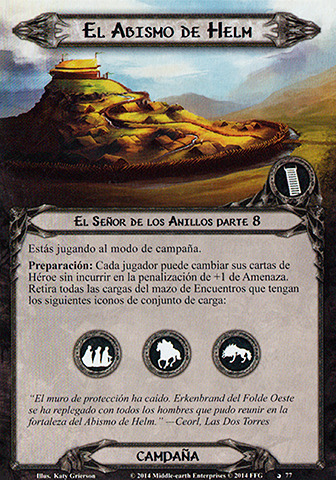 El Abismo de Helm
El Señor de los Anillos parte 8
Estás jugando al modo de campaña.
Preparación: Cada jugador puede cambiar sus cartas de
Héroe sin incurrir en la penalización de +1 de Amenaza.
Retira todas las cargas del mazo de Encuentros que tengan
los siguientes iconos de conjunto de carga:
“El muro de protección ha caido. Erkenbrand del Folde Oeste
se ha replegado con todos los hombres que pudo reunir en la
fortaleza del Abismo de Helm.” —Ceorl, Las Dos Torres
CAMPAÑA
Illus. Katy Grierson
© 2014 Middle-earth Enterprises © 2014 FFG
77